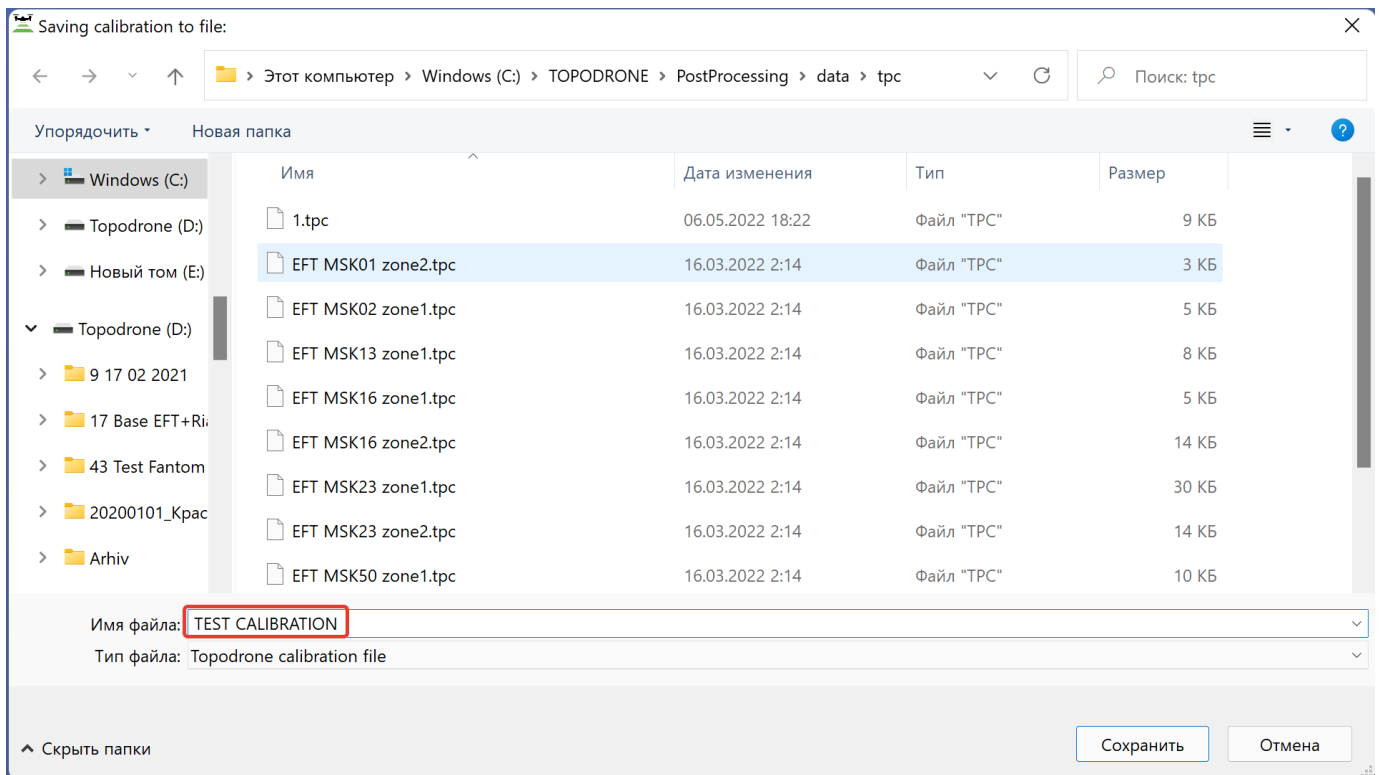 Saving calibration to file:
Этот компьютер > Windows (C:) > TOPODRONE > PostProcessing > data > tpc
Поиск: tpc
Упорядочить
Новая папка
?
Windows (C:)
Topodrone (D:)
Новый том (E:)
Topodrone (D:)
9 17 02 2021
17 Base EFT+Ri
43 Test Fantom
20200101_Крас
Arhiv
Имя Дата изменения Тип Размер
1.tpc 06.05.2022 18:22 Файл "TPC" 9 КБ
EFT MSK01 zone2.tpc 16.03.2022 2:14 Файл "TPC" 3 КБ
EFT MSK02 zone1.tpc 16.03.2022 2:14 Файл "TPC" 5 КБ
EFT MSK13 zone1.tpc 16.03.2022 2:14 Файл "TPC" 8 КБ
EFT MSK16 zone1.tpc 16.03.2022 2:14 Файл "TPC" 5 КБ
EFT MSK16 zone2.tpc 16.03.2022 2:14 Файл "TPC" 14 КБ
EFT MSK23 zone1.tpc 16.03.2022 2:14 Файл "TPC" 30 КБ
EFT MSK23 zone2.tpc 16.03.2022 2:14 Файл "TPC" 14 КБ
EFT MSK50 zone1.tpc 16.03.2022 2:14 Файл "TPC" 10 КБ
Имя файла: TEST CALIBRATION
Тип файла: Topodrone calibration file
Скрыть папки
Сохранить
Отмена